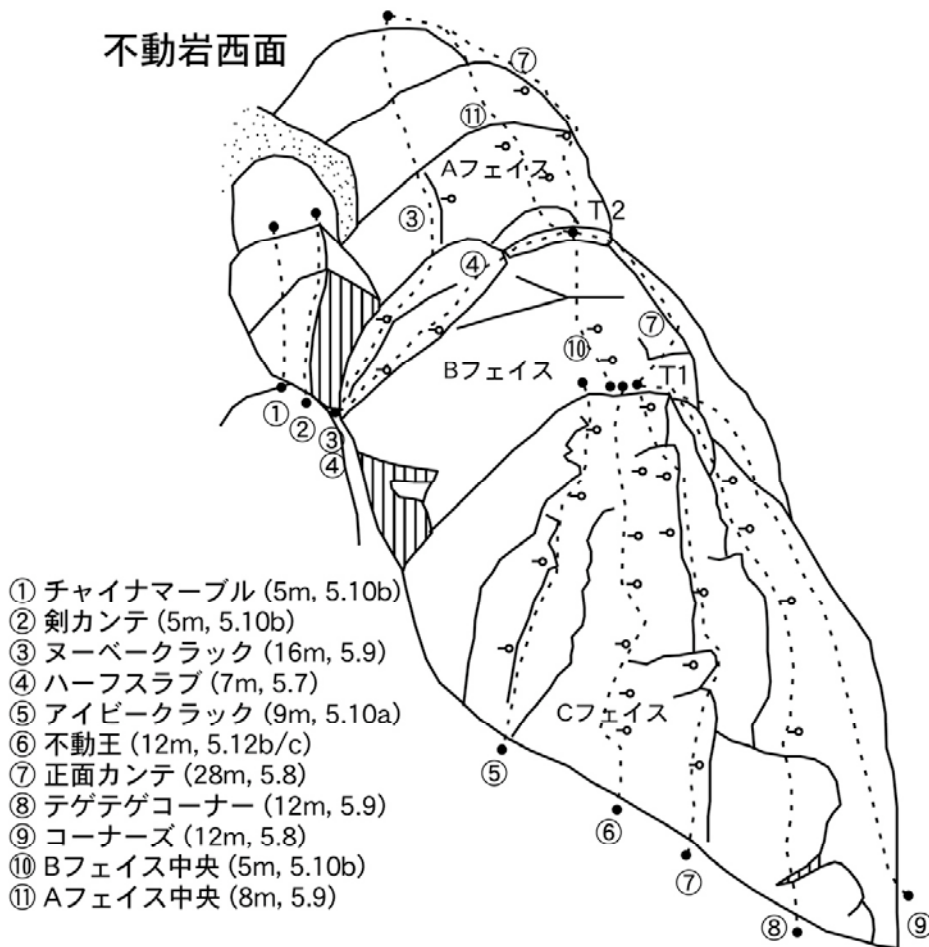 不動岩西面
⑦
⑪
Aフェイス
③
T2
④
⑦
⑩
Bフェイス
T1
①
②
③
④
Cフェイス
⑤
⑥
⑦
⑧
⑨
① チャイナマーブル (5m, 5.10b)
② 剣カンテ (5m, 5.10b)
③ ヌーベークラック (16m, 5.9)
④ ハーフスラブ (7m, 5.7)
⑤ アイビークラック (9m, 5.10a)
⑥ 不動王 (12m, 5.12b/c)
⑦ 正面カンテ (28m, 5.8)
⑧ テゲテゲコーナー (12m, 5.9)
⑨ コーナーズ (12m, 5.8)
⑩ Bフェイス中央 (5m, 5.10b)
⑪ Aフェイス中央 (8m, 5.9)